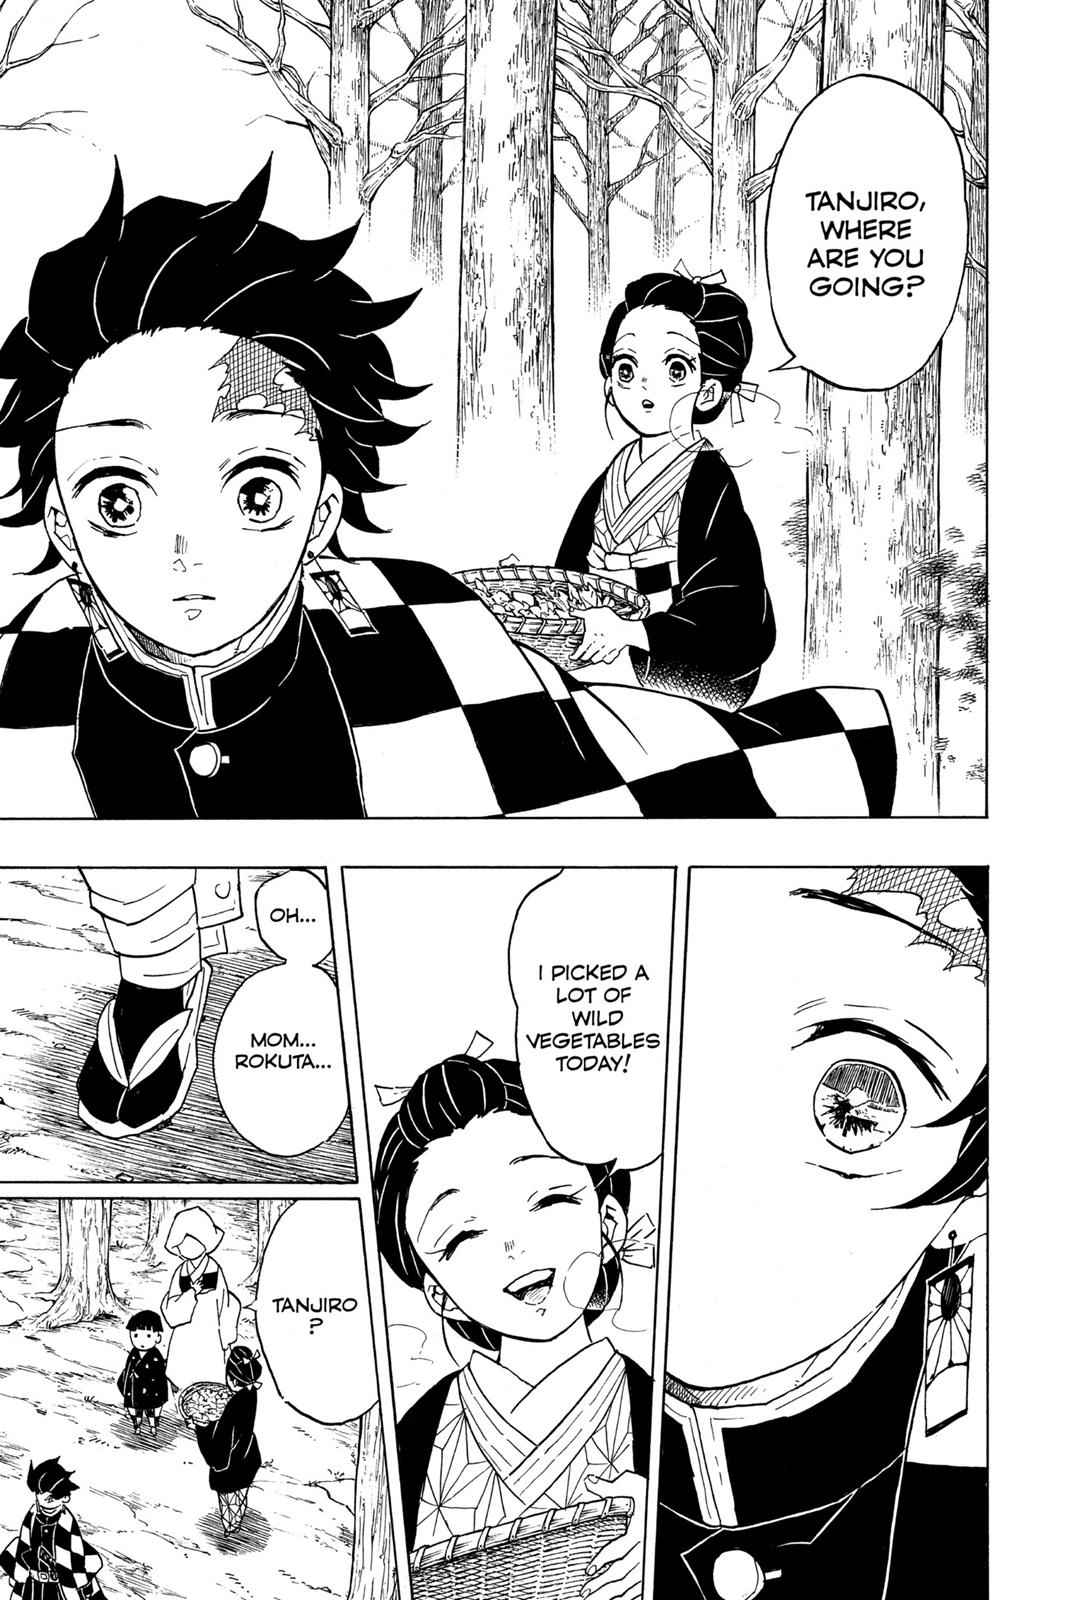 TANJIRO,
WHERE
ARE YOU
GOING?
I PICKED A
LOT OF
WILD
VEGETABLES
TODAY!
OH...
MOM...
ROKUTA...
TANJIRO
?